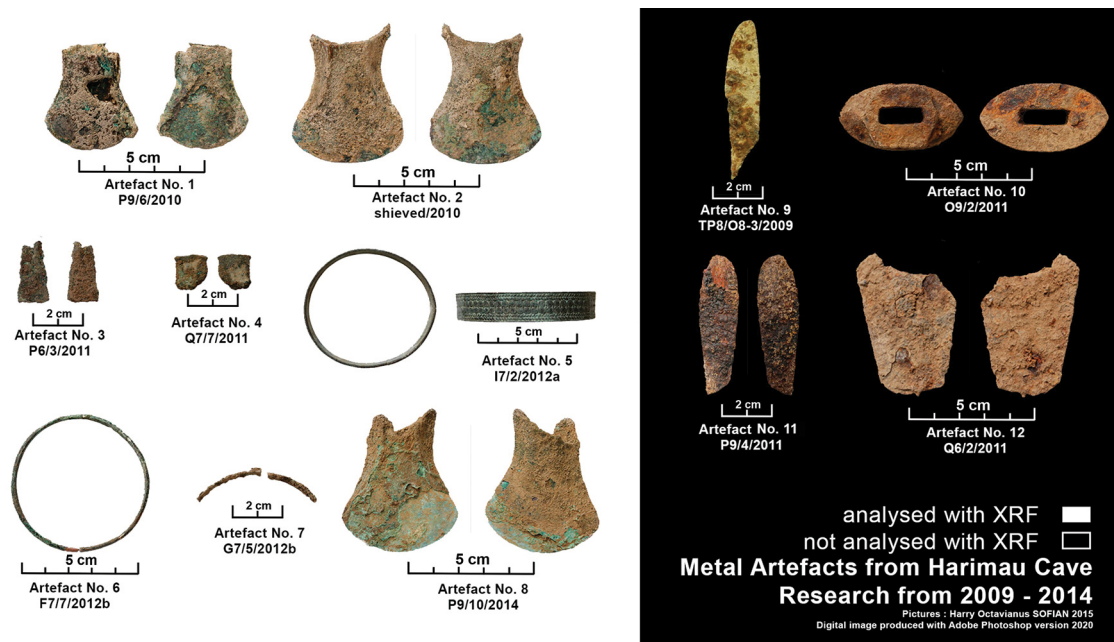 5 cm
Artefact No. 1
P9/6/2010
5 cm
Artefact No. 2
shieved/2010
2 cm
Artefact No. 3
P6/3/2011
2 cm
Artefact No. 4
Q7/7/2011
5 cm
Artefact No. 5
I7/2/2012a
5 cm
Artefact No. 6
F7/7/2012b
2 cm
Artefact No. 7
G7/5/2012b
5 cm
Artefact No. 8
P9/10/2014
2 cm
Artefact No. 9
TP8/O8-3/2009
5 cm
Artefact No. 10
O9/2/2011
2 cm
Artefact No. 11
P9/4/2011
5 cm
Artefact No. 12
Q6/2/2011
analysed with XRF
not analysed with XRF
Metal Artefacts from Harimau Cave
Research from 2009 - 2014
Pictures : Harry Octavianus SOFIAN 2015
Digital image produced with Adobe Photoshop version 2020